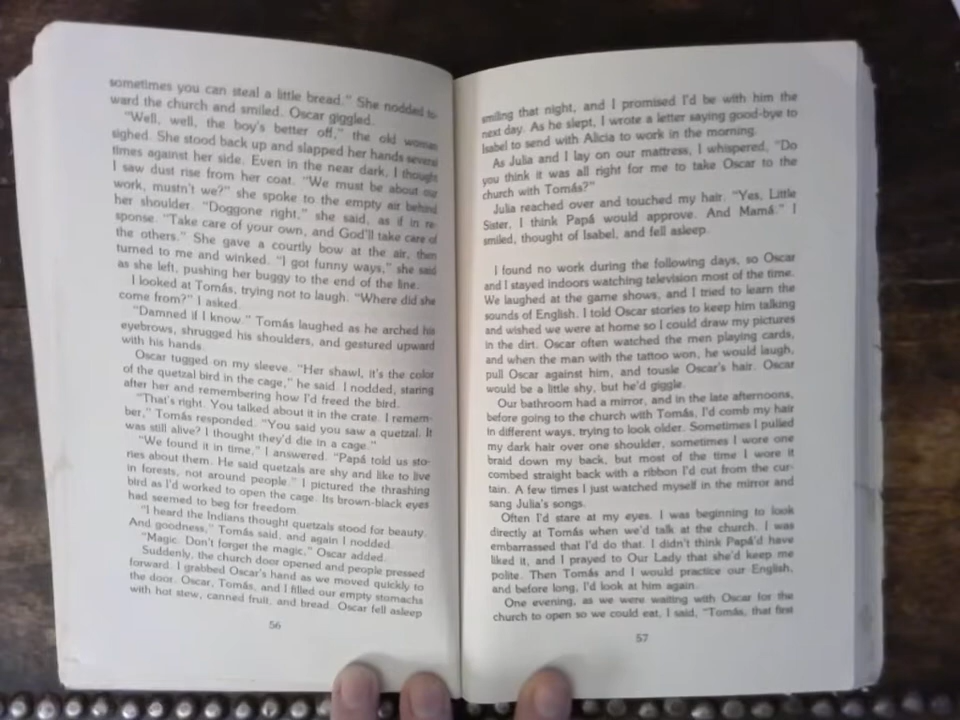 sometimes you can steal a little bread." She nodded to-
ward the church and smiled. Oscar giggled.
"Well, well, the boy's better off," the old woman
sighed. She stood back up and slapped her hands several
times against her side. Even in the near dark, I thought
I saw dust rise from her coat. "We must be about our
work, mustn't we?" she spoke to the empty air behind
her shoulder. "Doggone right," she said, as if in re-
sponse. "Take care of your own, and God'll take care of
the others." She gave a courtly bow at the air, then
turned to me and winked. "I got funny ways," she said
as she left, pushing her buggy to the end of the line.
I looked at Tomás, trying not to laugh. "Where did she
come from?" I asked.
"Damned if I know." Tomás laughed as he arched his
eyebrows, shrugged his shoulders, and gestured upward
with his hands.
Oscar tugged on my sleeve. "Her shawl, it's the color
of the quetzal bird in the cage," he said. I nodded, staring
after her and remembering how I'd freed the bird.
"That's right. You talked about it in the crate. I remem-
ber," Tomás responded. "You said you saw a quetzal. It
was still alive? I thought they'd die in a cage."
"We found it in time," I answered. "Papá told us sto-
ries about them. He said quetzals are shy and like to live
in forests, not around people." I pictured the thrashing
bird as I'd worked to open the cage. Its brown-black eyes
had seemed to beg for freedom.
"I heard the Indians thought quetzals stood for beauty.
And goodness," Tomás said, and again I nodded.
"Magic. Don't forget the magic," Oscar added.
Suddenly, the church door opened and people pressed
forward. I grabbed Oscar's hand as we moved quickly to
the door. Oscar, Tomás, and I filled our empty stomachs
with hot stew, canned fruit, and bread. Oscar fell asleep
56
smiling that night, and I promised I'd be with him the
next day. As he slept, I wrote a letter saying good-bye to
Isabel to send with Alicia to work in the morning.
As Julia and I lay on our mattress, I whispered, "Do
you think it was all right for me to take Oscar to the
church with Tomás?"
Julia reached over and touched my hair. "Yes, Little
Sister, I think Papá would approve. And Mamá." I
smiled, thought of Isabel, and fell asleep.
I found no work during the following days, so Oscar
and I stayed indoors watching television most of the time.
We laughed at the game shows, and I tried to learn the
sounds of English. I told Oscar stories to keep him talking
and wished we were at home so I could draw my pictures
in the dirt. Oscar often watched the men playing cards,
and when the man with the tattoo won, he would laugh,
pull Oscar against him, and tousle Oscar's hair. Oscar
would be a little shy, but he'd giggle.
Our bathroom had a mirror, and in the late afternoons,
before going to the church with Tomás, I'd comb my hair
in different ways, trying to look older. Sometimes I pulled
my dark hair over one shoulder, sometimes I wore one
braid down my back, but most of the time I wore it
combed straight back with a ribbon I'd cut from the cur-
tain. A few times I just watched myself in the mirror and
sang Julia's songs.
Often I'd stare at my eyes. I was beginning to look
directly at Tomás when we'd talk at the church. I was
embarrassed that I'd do that. I didn't think Papá'd have
liked it, and I prayed to Our Lady that she'd keep me
polite. Then Tomás and I would practice our English,
and before long, I'd look at him again.
One evening, as we were waiting with Oscar for the
church to open so we could eat, I said, "Tomás, that first
57